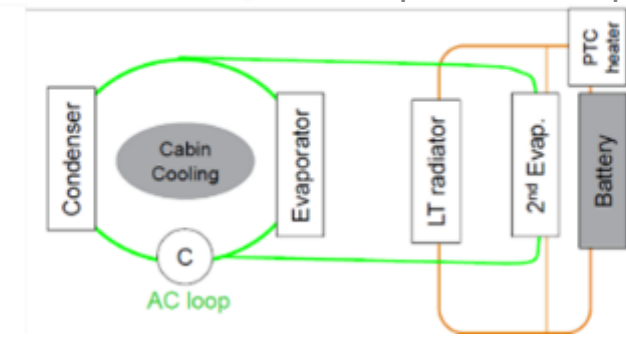 Condenser
Cabin
Cooling
Evaporator
C
AC loop
LT radiator
2nd Evap.
PTC
heater
Battery